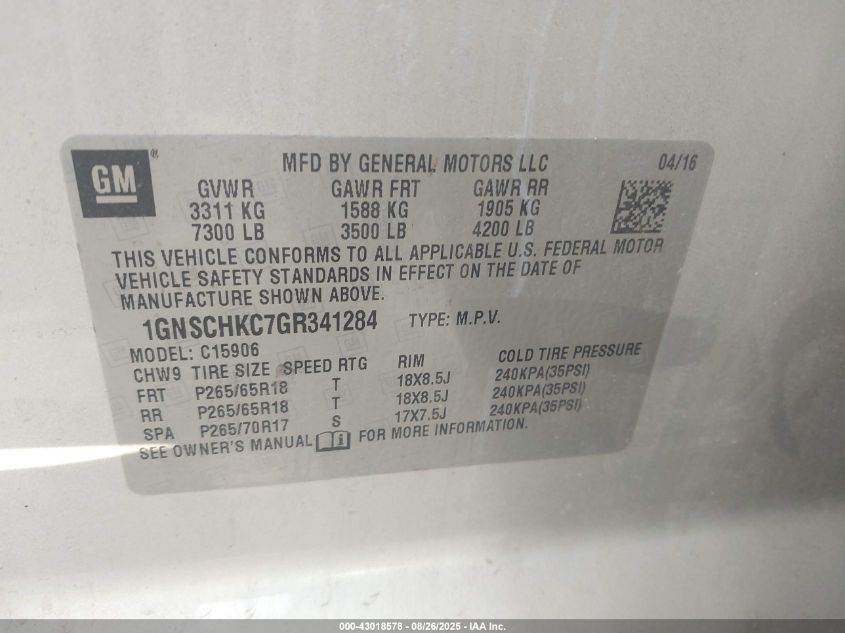 GM
MFD BY GENERAL MOTORS LLC 04/16
GVWR GAWR FRT GAWR RR
3311 KG 1588 KG 1905 KG
7300 LB 3500 LB 4200 LB
THIS VEHICLE CONFORMS TO ALL APPLICABLE U.S. FEDERAL MOTOR
VEHICLE SAFETY STANDARDS IN EFFECT ON THE DATE OF
MANUFACTURE SHOWN ABOVE.
1GNSCHKC7GR341284 TYPE: M.P.V.
MODEL: C15906
CHW9 TIRE SIZE SPEED RTG RIM COLD TIRE PRESSURE
FRT P265/65R18 T 18X8.5J 240KPA(35PSI)
RR P265/65R18 T 18X8.5J 240KPA(35PSI)
SPA P265/70R17 S 17X7.5J 240KPA(35PSI)
SEE OWNER'S MANUAL FOR MORE INFORMATION.
000-43018578 - 08/26/2025 - IAA Inc.